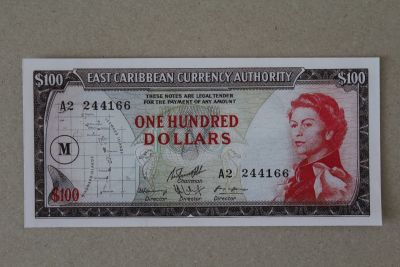 $100 EAST CARIBBEAN CURRENCY AUTHORITY $100
THESE NOTES ARE LEGAL TENDER
FOR THE PAYMENT OF ANY AMOUNT
A2 244166
ONE HUNDRED
DOLLARS
M
A2 244166
Chairman
$100
Director Director Director